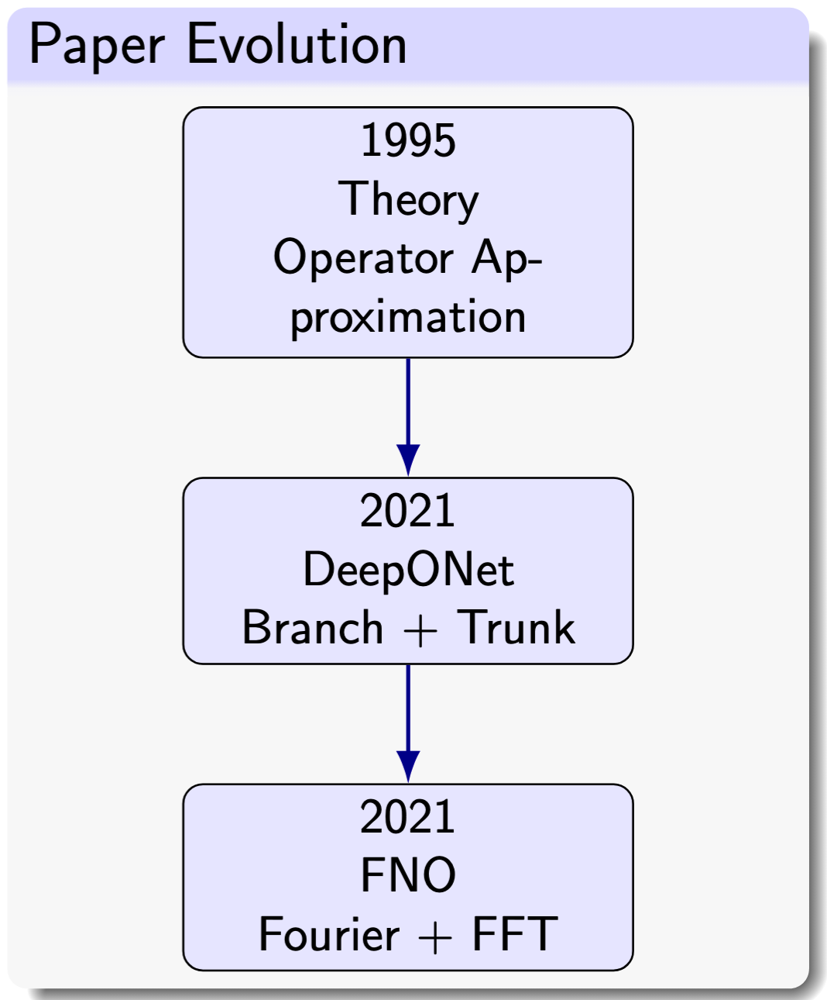 Paper Evolution
1995
Theory
Operator Ap-
proximation
2021
DeepONet
Branch + Trunk
2021
FNO
Fourier + FFT